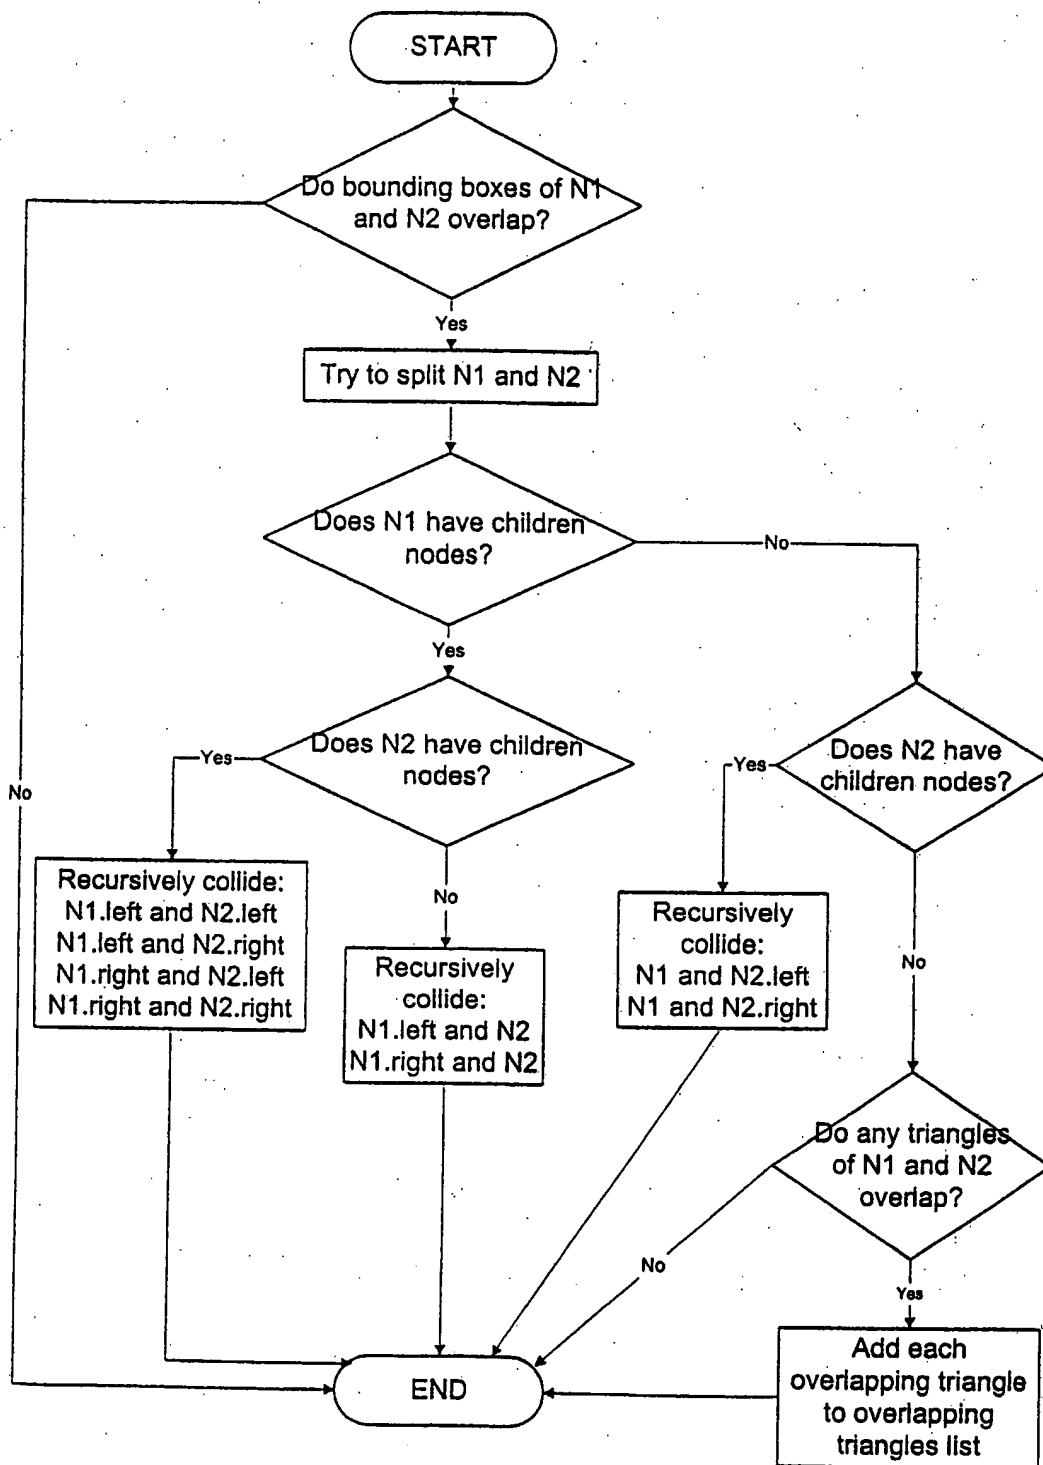 START
Do bounding boxes of N1
and N2 overlap?
Yes
Try to split N1 and N2
Does N1 have children
nodes?
No
Yes
Does N2 have children
nodes?
Yes
Does N2 have
children nodes?
Yes
No
Recursively collide:
N1.left and N2.left
N1.left and N2.right
N1.right and N2.left
N1.right and N2.right
No
Recursively
collide:
N1.left and N2
N1.right and N2
Recursively
collide:
N1 and N2.left
N1 and N2.right
No
Do any triangles
of N1 and N2
overlap?
No
Yes
Add each
overlapping triangle
to overlapping
triangles list
END